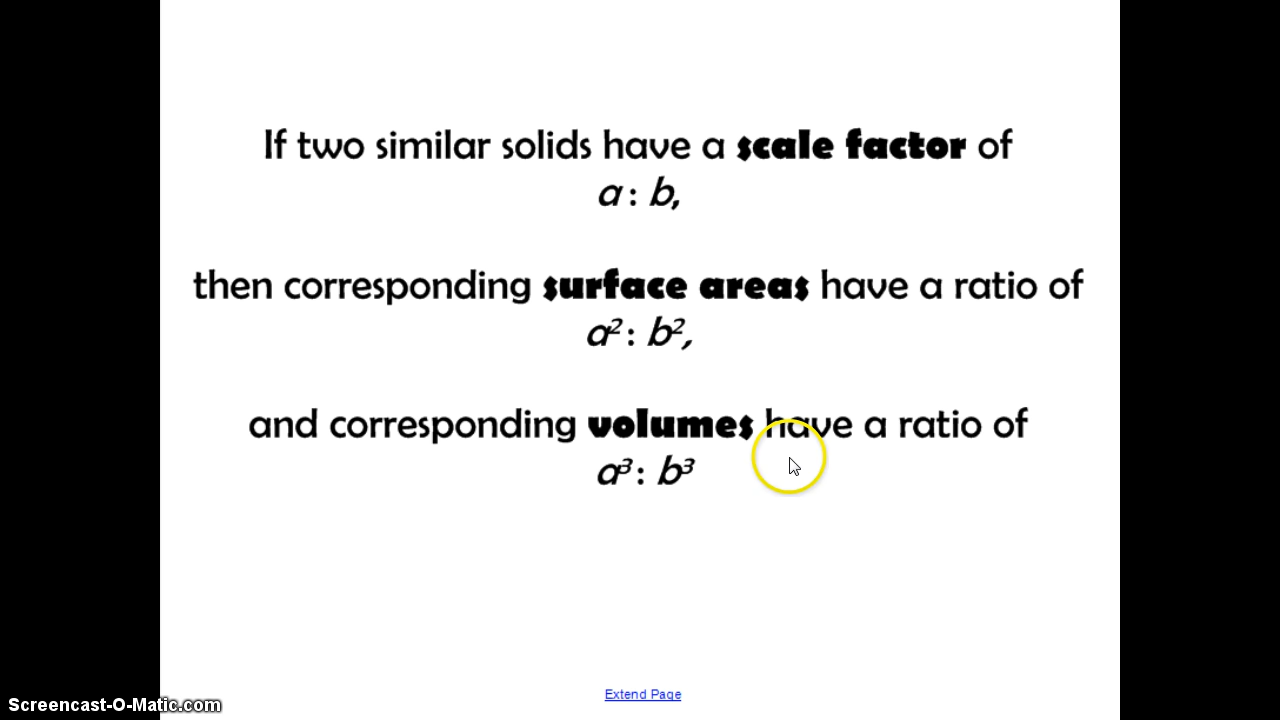 If two similar solids have a scale factor of
a : b,
then corresponding surface areas have a ratio of
a² : b²,
and corresponding volumes have a ratio of
a³ : b³
Extend Page
Screencast-O-Matic.com